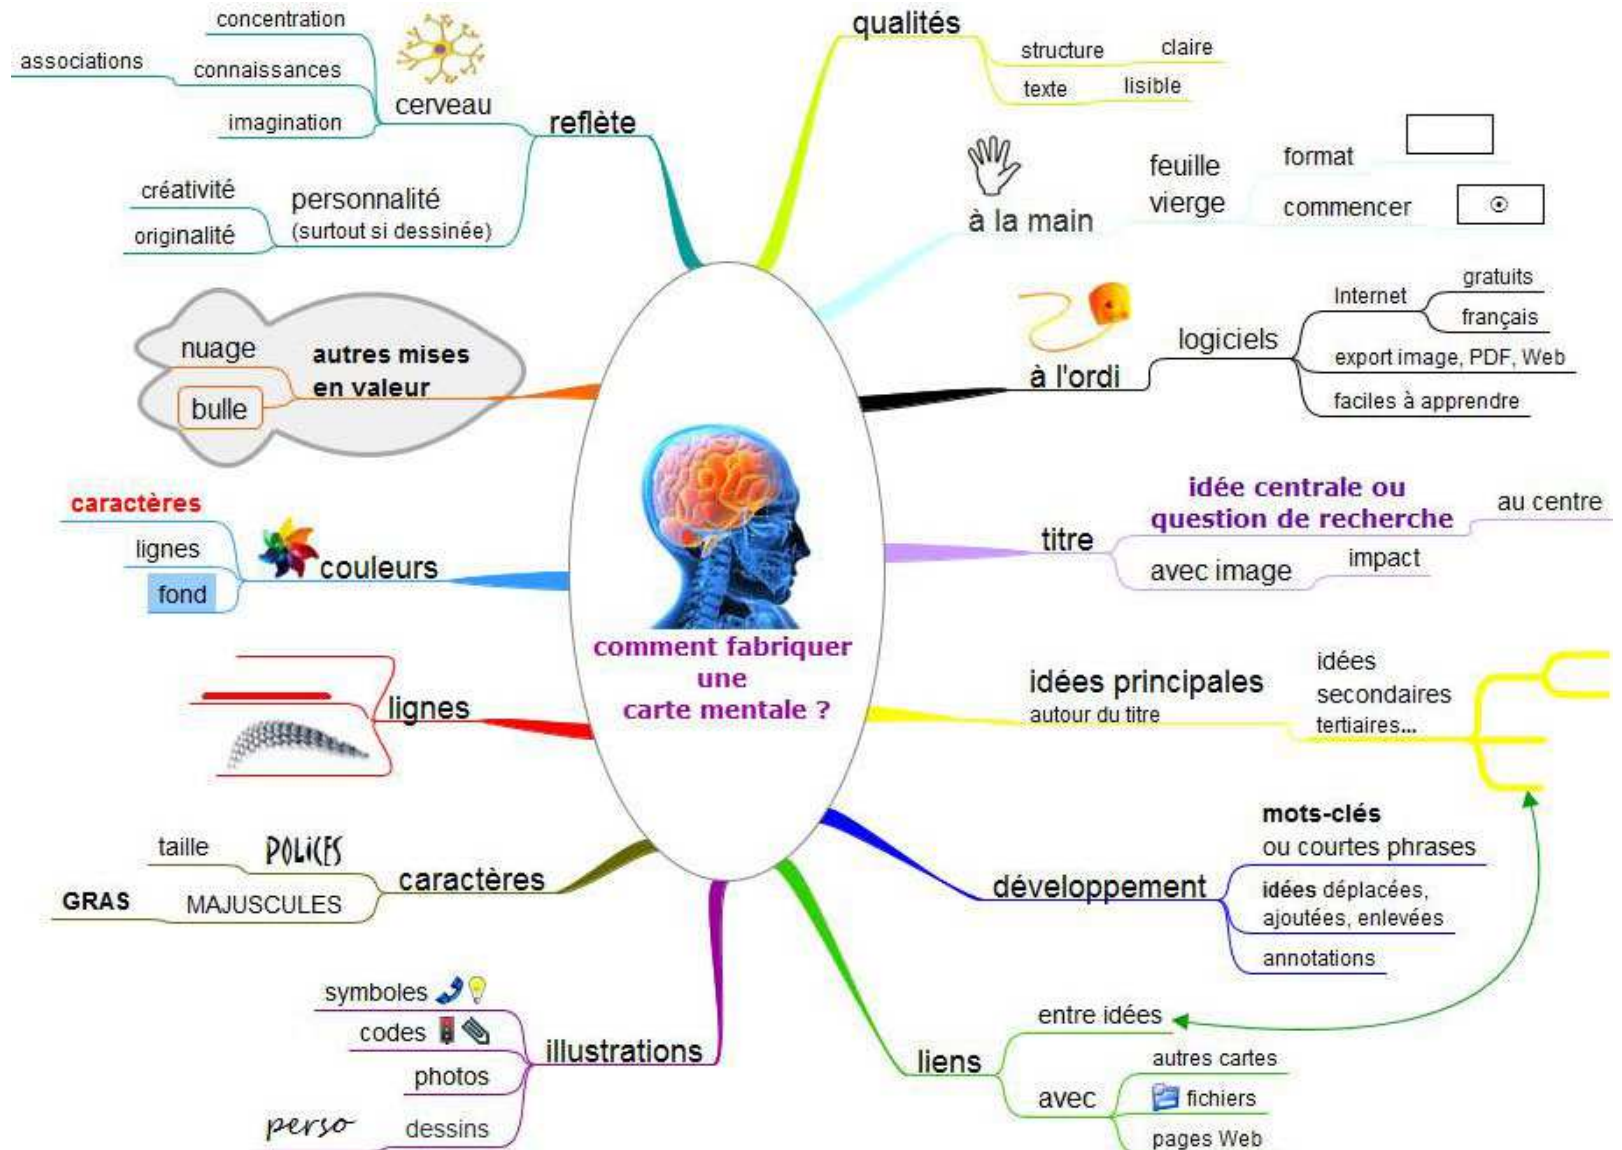 comment fabriquer
une
carte mentale ?
qualités
structure
claire
texte
lisible
à la main
feuille
vierge
format
commencer
à l'ordi
logiciels
Internet
gratuits
français
export image, PDF, Web
faciles à apprendre
titre
idée centrale ou
question de recherche
au centre
avec image
impact
idées principales
autour du titre
idées
secondaires
tertiaires...
développement
mots-clés
ou courtes phrases
idées déplacées,
ajoutées, enlevées
annotations
liens
entre idées
avec
autres cartes
fichiers
pages Web
illustrations
symboles
codes
photos
dessins
perso
caractères
POLiCES
taille
MAJUSCULES
GRAS
lignes
couleurs
caractères
lignes
fond
autres mises
en valeur
nuage
bulle
reflète
cerveau
concentration
connaissances
associations
imagination
personnalité
(surtout si dessinée)
créativité
originalité